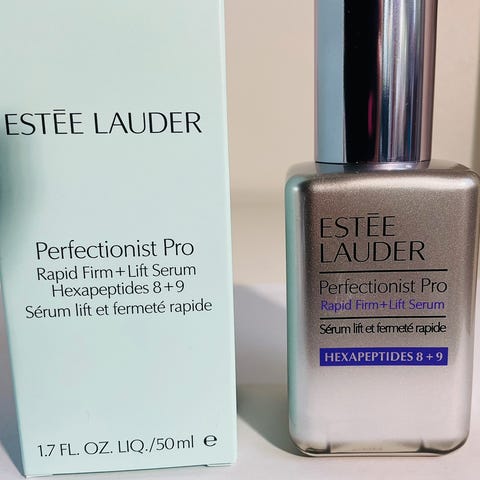 ESTĒE LAUDER
Perfectionist Pro
Rapid Firm+Lift Serum
Hexapeptides 8+9
Sérum lift et fermeté rapide
1.7 FL. OZ. LIQ./50 ml ℮
ESTĒE
LAUDER
Perfectionist Pro
Rapid Firm+Lift Serum
Sérum lift et fermeté rapide
HEXAPEPTIDES 8 + 9